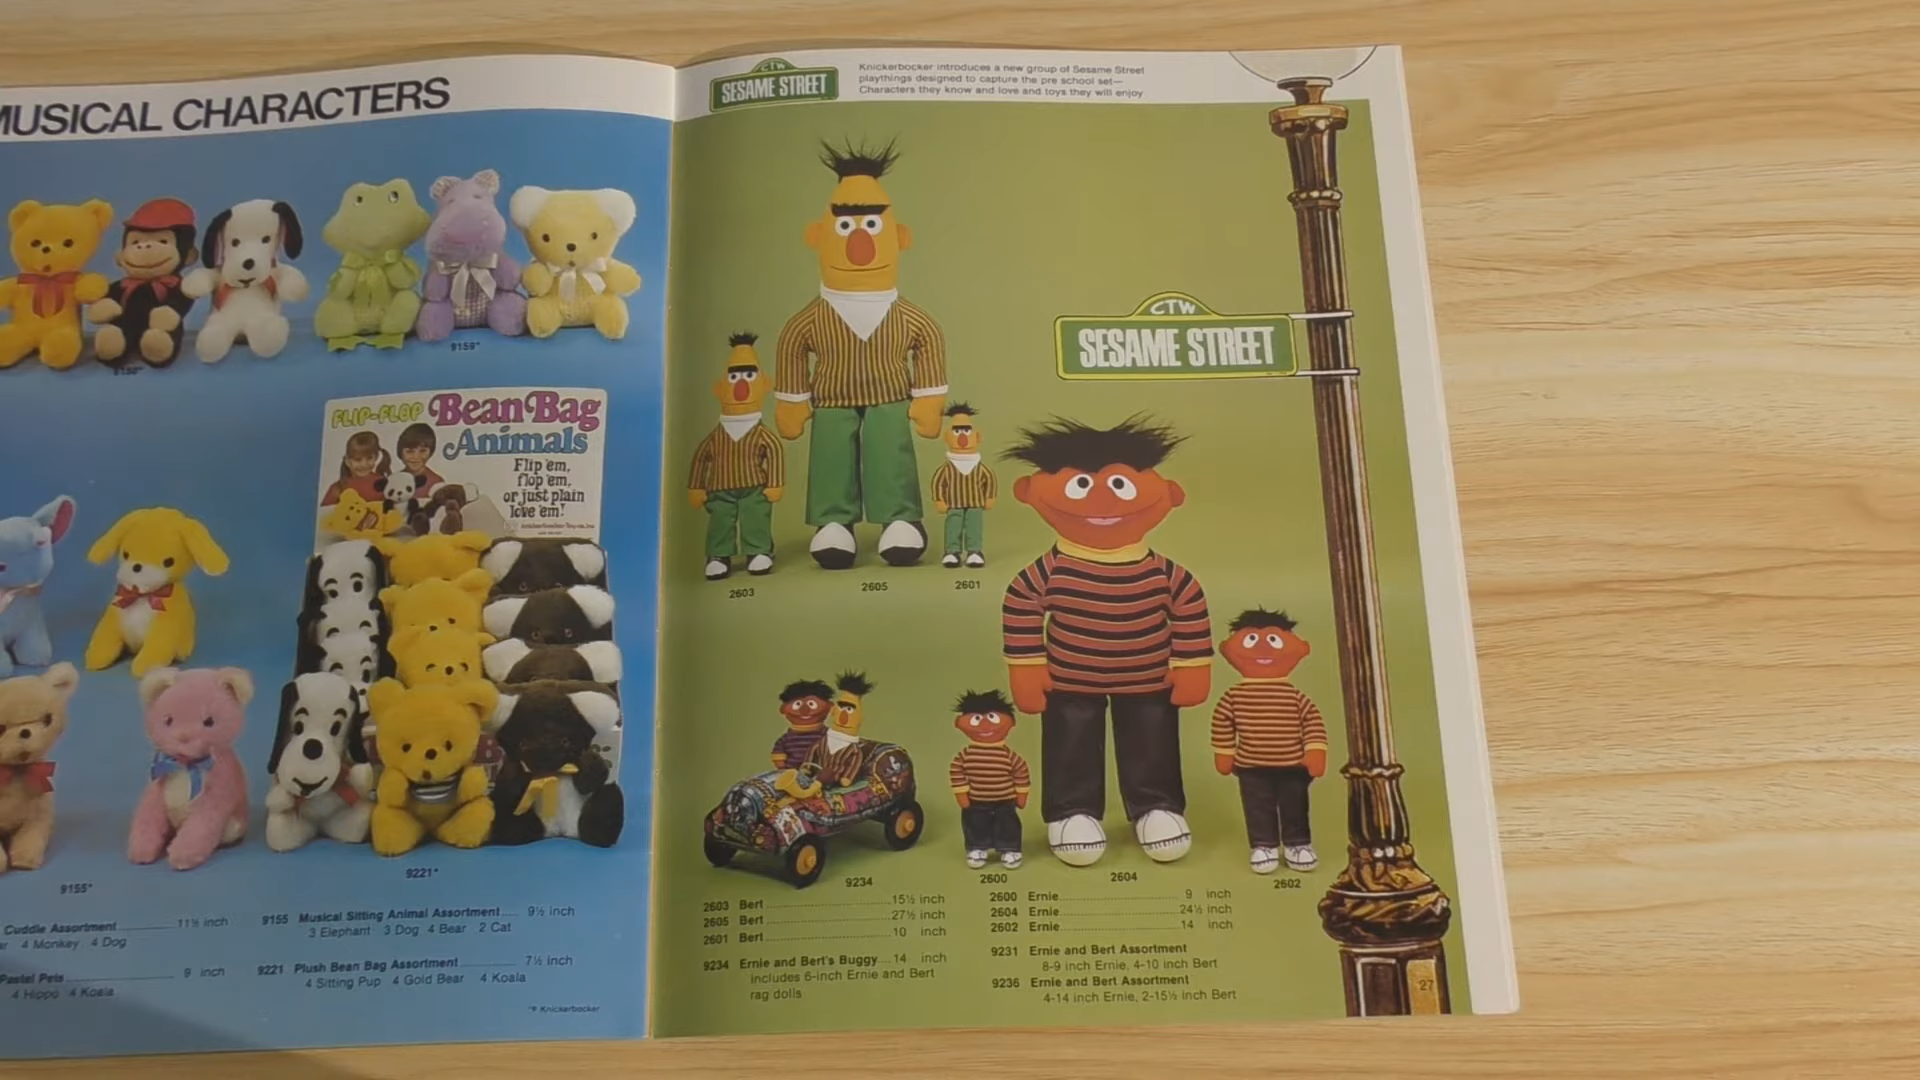 MUSICAL CHARACTERS
9159*
FLIP-FLOP Bean Bag
Animals
Flip 'em,
flop 'em,
or just plain
love 'em!
9155*
9221*
Cuddle Assortment 11½ inch
4 Monkey 4 Dog
Pastel Pets 9 inch
4 Hippo 4 Koala
9155 Musical Sitting Animal Assortment 9½ inch
3 Elephant 3 Dog 4 Bear 2 Cat
9221 Plush Bean Bag Assortment 7½ inch
4 Sitting Pup 4 Gold Bear 4 Koala
*© Knickerbocker
CTW
SESAME STREET
Knickerbocker introduces a new group of Sesame Street
playthings designed to capture the pre school set—
Characters they know and love and toys they will enjoy
CTW
SESAME STREET
2603
2605
2601
9234
2600
2604
2602
2603 Bert 15½ inch
2605 Bert 27½ inch
2601 Bert 10 inch
9234 Ernie and Bert's Buggy 14 inch
Includes 6-inch Ernie and Bert
rag dolls
2600 Ernie 9 inch
2604 Ernie 24½ inch
2602 Ernie 14 inch
9231 Ernie and Bert Assortment
8-9 inch Ernie, 4-10 inch Bert
9236 Ernie and Bert Assortment
4-14 inch Ernie, 2-15½ inch Bert
27